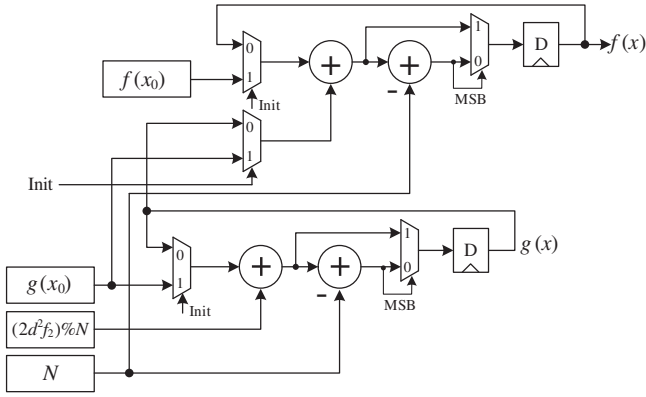 0
1
f(x₀)
Init
+
+
-
MSB
1
0
D
f(x)
0
1
Init
0
1
Init
g(x₀)
(2d²f₂)%N
N
+
+
-
MSB
1
0
D
g(x)